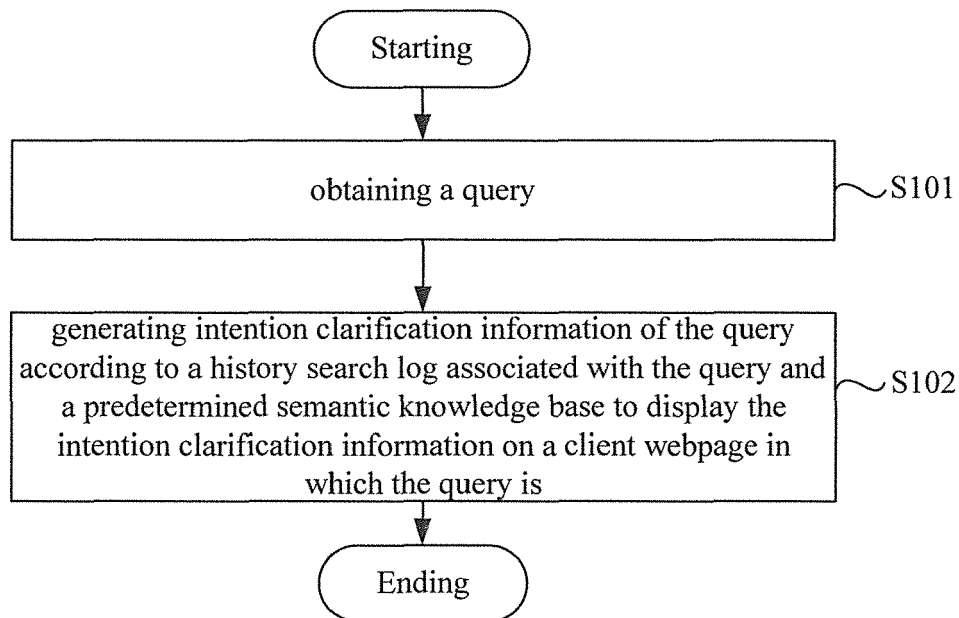 Starting
obtaining a query
S101
generating intention clarification information of the query
according to a history search log associated with the query and
a predetermined semantic knowledge base to display the
intention clarification information on a client webpage in
which the query is
S102
Ending